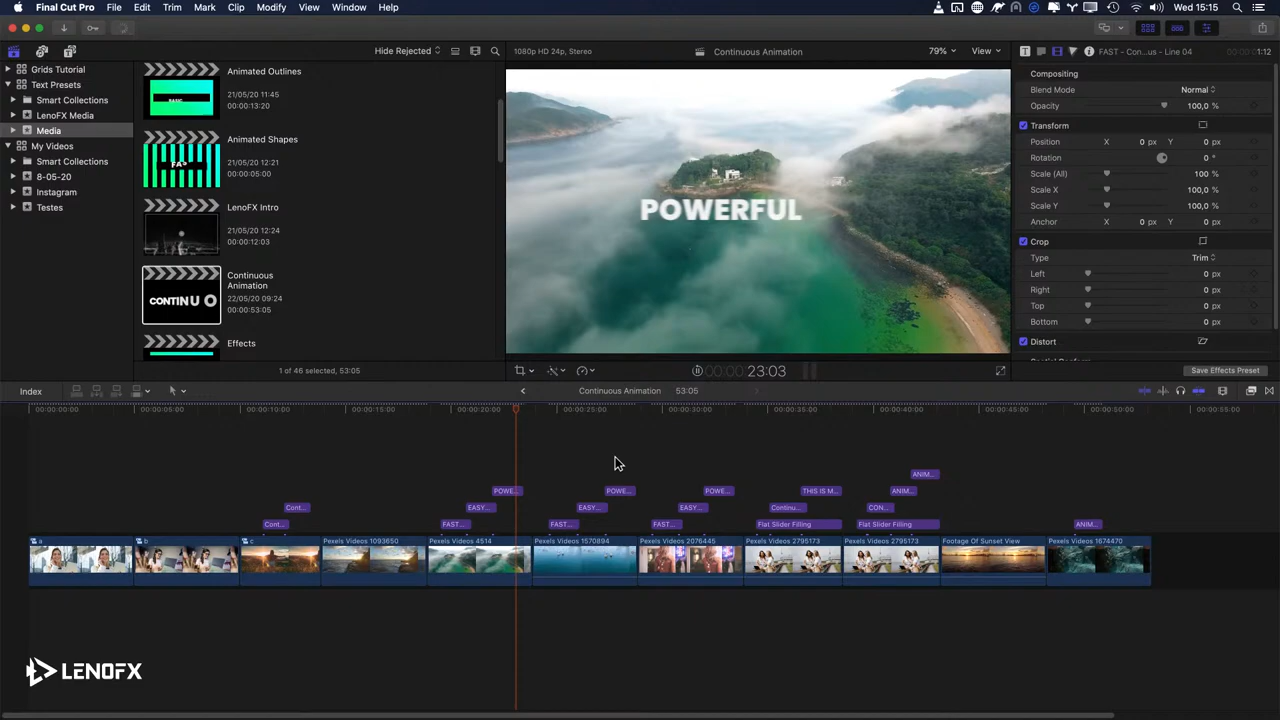 Final Cut Pro File Edit Trim Mark Clip Modify View Window Help Wed 15:15
Hide Rejected 1080p HD 24p, Stereo Continuous Animation 79% View FAST - Con...us - Line 04 1:12
Grids Tutorial
Text Presets
Smart Collections
LenoFX Media
Media
My Videos
Smart Collections
8-05-20
Instagram
Testes
Animated Outlines
21/05/20 11:45
00:00:13:20
Animated Shapes
21/05/20 12:21
00:00:05:00
LenoFX Intro
21/05/20 12:24
00:00:12:03
CONTINUO
Continuous
Animation
22/05/20 09:24
00:00:53:05
Effects
1 of 46 selected, 53:05
POWERFUL
23:03
Compositing
Blend Mode Normal
Opacity 100,0 %
Transform
Position X 0 px Y 0 px
Rotation 0 °
Scale (All) 100 %
Scale X 100,0 %
Scale Y 100,0 %
Anchor X 0 px Y 0 px
Crop
Type Trim
Left 0 px
Right 0 px
Top 0 px
Bottom 0 px
Distort
Save Effects Preset
Index Continuous Animation 53:05
00:00:00:00 00:00:05:00 00:00:10:00 00:00:15:00 00:00:20:00 00:00:25:00 00:00:30:00 00:00:35:00 00:00:40:00 00:00:45:00 00:00:50:00 00:00:55:00
ANIM...
POWE... POWE... POWE... THIS IS M... ANIM...
Cont... EASY... EASY... EASY... Continu... CON...
Cont... FAST... FAST... FAST... Flat Slider Filling Flat Slider Filling ANIM...
a b c Pexels Videos 1093650 Pexels Videos 4514 Pexels Videos 1570894 Pexels Videos 2076445 Pexels Videos 2795173 Pexels Videos 2795173 Footage Of Sunset View Pexels Videos 1674470
LENOFX